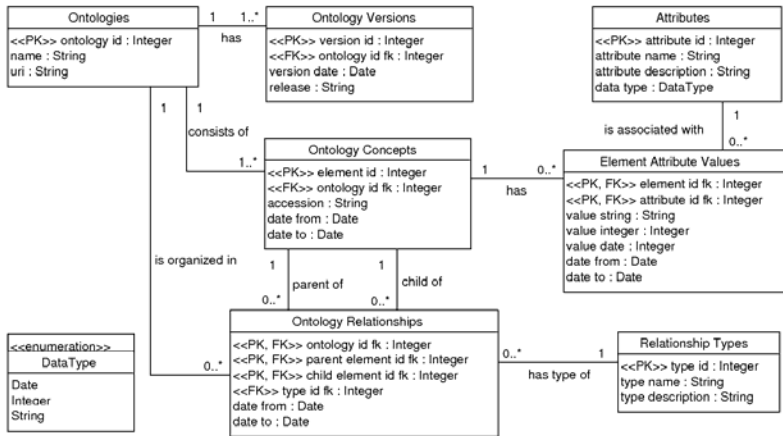 Ontologies
<<PK>> ontology id : Integer
name : String
uri : String
1
1..*
has
Ontology Versions
<<PK>> version id : Integer
<<FK>> ontology id fk : Integer
version date : Date
release : String
Attributes
<<PK>> attribute id : Integer
attribute name : String
attribute description : String
data type : DataType
1
1
consists of
1..*
1
is associated with
0..*
Ontology Concepts
<<PK>> element id : Integer
<<FK>> ontology id fk : Integer
accession : String
date from : Date
date to : Date
1
0..*
has
Element Attribute Values
<<PK, FK>> element id fk : Integer
<<PK, FK>> attribute id fk : Integer
value string : String
value integer : Integer
value date : Integer
date from : Date
date to : Date
is organized in
0..*
1
parent of
0..*
1
child of
0..*
Ontology Relationships
<<PK, FK>> ontology id fk : Integer
<<PK, FK>> parent element id fk : Integer
<<PK, FK>> child element id fk : Integer
<<FK>> type id fk : Integer
date from : Date
date to : Date
0..*
1
has type of
Relationship Types
<<PK>> type id : Integer
type name : String
type description : String
<<enumeration>>
DataType
Date
Integer
String